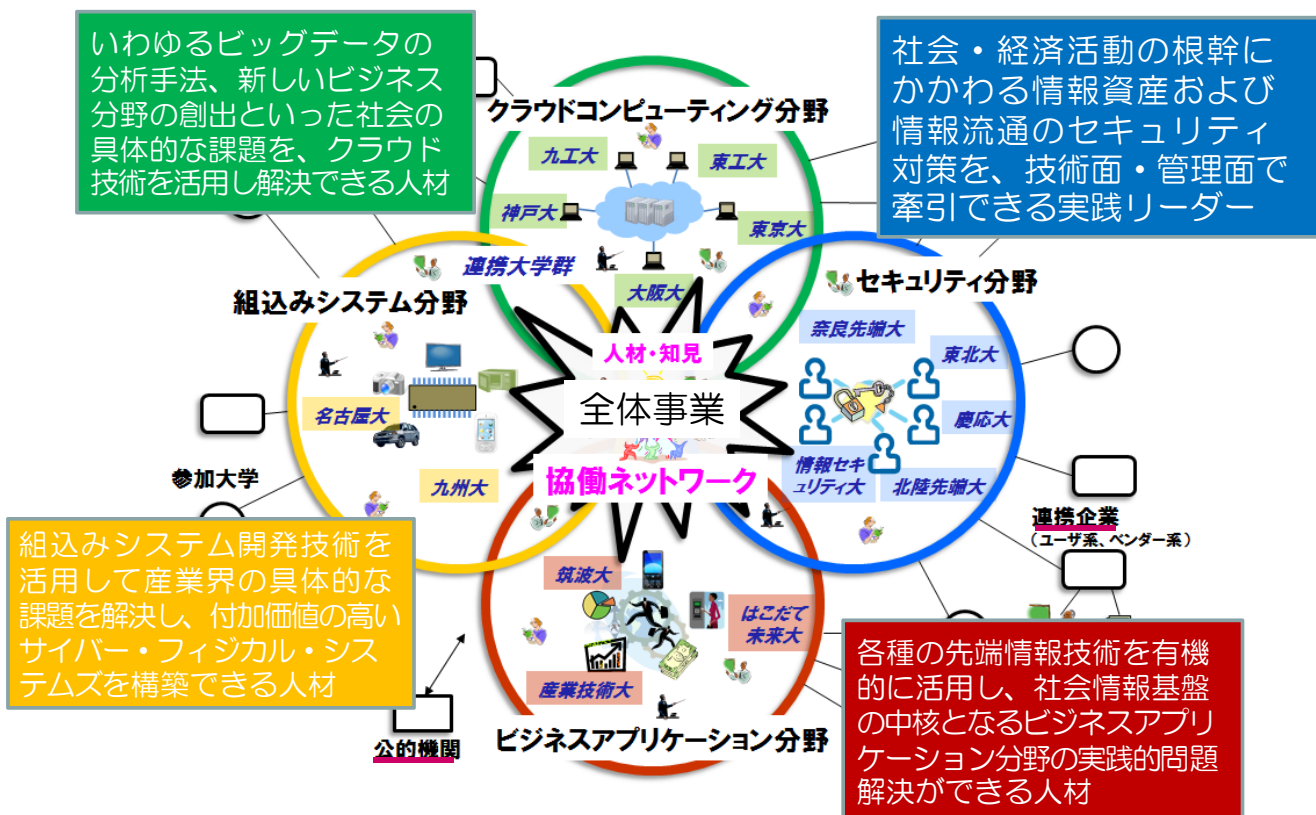 いわゆるビッグデータの
分析手法、新しいビジネス
分野の創出といった社会の
具体的な課題を、クラウド
技術を活用し解決できる人材
社会・経済活動の根幹に
かかわる情報資産および
情報流通のセキュリティ
対策を、技術面・管理面で
牽引できる実践リーダー
クラウドコンピューティング分野
九工大
東工大
神戸大
東京大
大阪大
連携大学群
組込みシステム分野
名古屋大
九州大
参加大学
セキュリティ分野
奈良先端大
東北大
慶応大
情報セキ
ュリティ大
北陸先端大
人材・知見
全体事業
協働ネットワーク
連携企業
（ユーザ系、ベンダー系）
組込みシステム開発技術を
活用して産業界の具体的な
課題を解決し、付加価値の高い
サイバー・フィジカル・シス
テムズを構築できる人材
筑波大
はこだて
未来大
産業技術大
ビジネスアプリケーション分野
公的機関
各種の先端情報技術を有機
的に活用し、社会情報基盤
の中核となるビジネスアプリ
ケーション分野の実践的問題
解決ができる人材